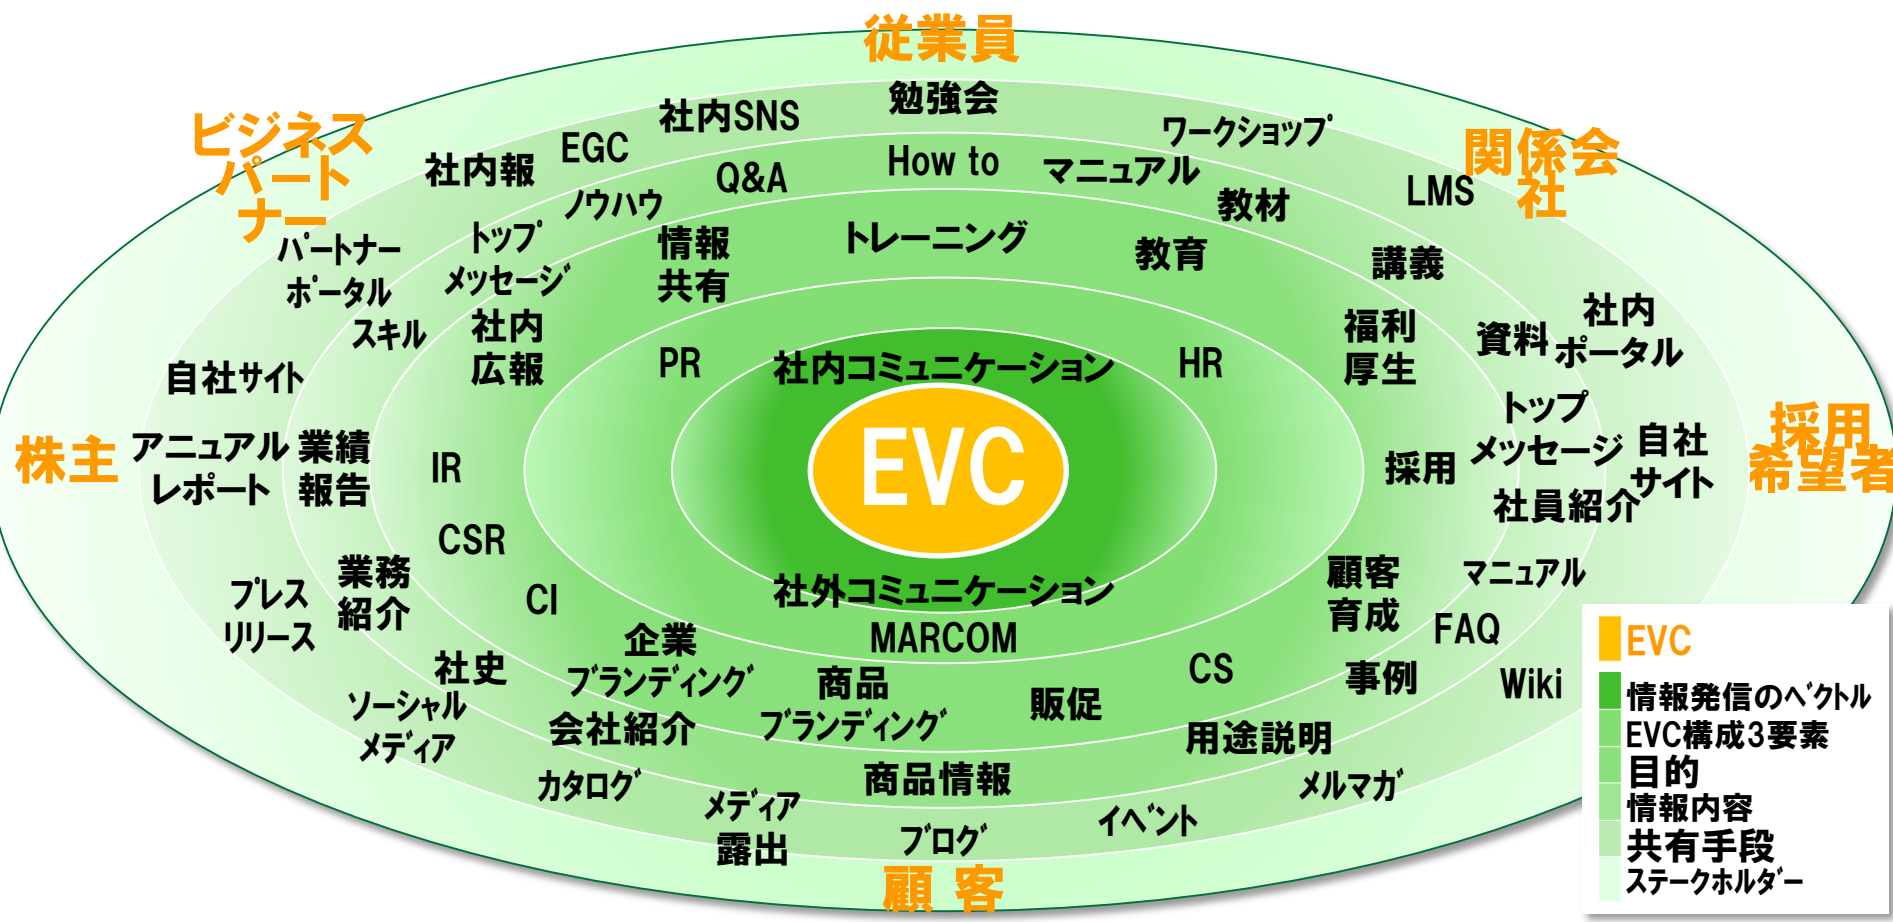 従業員
勉強会
社内SNS
EGC
社内報
ワークショップ
ビジネス
パート
ナー
関係会
社
LMS
Q&A
How to
マニュアル
教材
ノウハウ
トップ
メッセージ
情報
共有
トレーニング
教育
講義
パートナー
ポータル
スキル
社内
広報
PR
社内コミュニケーション
HR
福利
厚生
資料
社内
ポータル
自社サイト
トップ
メッセージ
自社
サイト
採用
希望者
株主
アニュアル
レポート
業績
報告
IR
EVC
採用
社員紹介
CSR
CI
業務
紹介
プレス
リリース
社外コミュニケーション
MARCOM
顧客
育成
マニュアル
FAQ
Wiki
企業
ブランディング
商品
ブランディング
販促
CS
事例
社史
ソーシャル
メディア
会社紹介
用途説明
カタログ
商品情報
メルマガ
メディア
露出
ブログ
イベント
顧 客
EVC
情報発信のベクトル
EVC構成3要素
目的
情報内容
共有手段
ステークホルダー